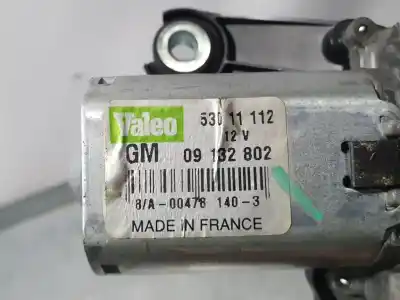 Valeo 530 11 112
12 V
GM 09 132 802
8/A-00478 140-3
MADE IN FRANCE